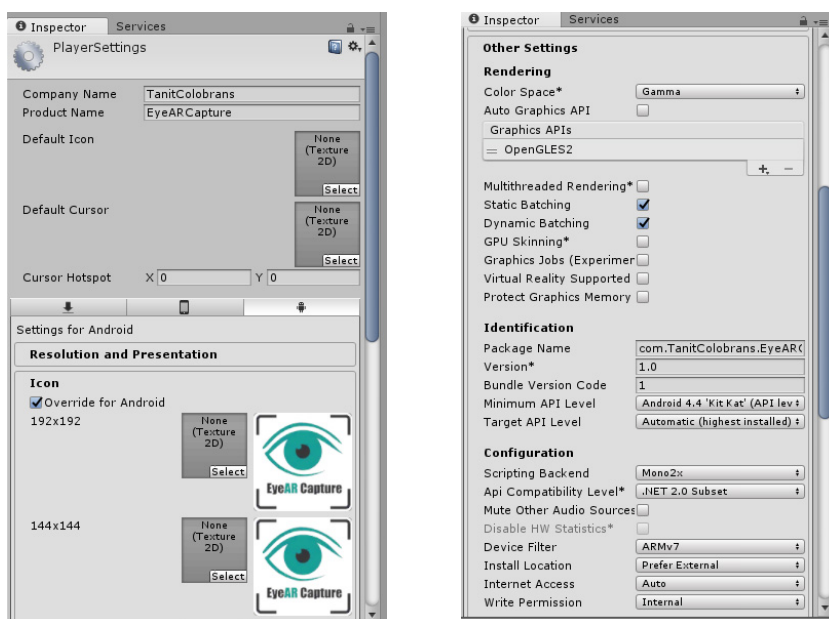 Inspector Services
PlayerSettings
Company Name TanitColobrans
Product Name EyeARCapture
Default Icon None
(Texture
2D)
Select
Default Cursor None
(Texture
2D)
Select
Cursor Hotspot X 0 Y 0
Settings for Android
Resolution and Presentation
Icon
Override for Android
192x192 None
(Texture
2D)
Select
EyeAR Capture
144x144 None
(Texture
2D)
Select
EyeAR Capture
Inspector Services
Other Settings
Rendering
Color Space* Gamma
Auto Graphics API
Graphics APIs
= OpenGLES2
+ −
Multithreaded Rendering*
Static Batching
Dynamic Batching
GPU Skinning*
Graphics Jobs (Experimer
Virtual Reality Supported
Protect Graphics Memory
Identification
Package Name com.TanitColobrans.EyeAR(
Version* 1.0
Bundle Version Code 1
Minimum API Level Android 4.4 'Kit Kat' (API lev
Target API Level Automatic (highest installed)
Configuration
Scripting Backend Mono2x
Api Compatibility Level* .NET 2.0 Subset
Mute Other Audio Sources
Disable HW Statistics*
Device Filter ARMv7
Install Location Prefer External
Internet Access Auto
Write Permission Internal